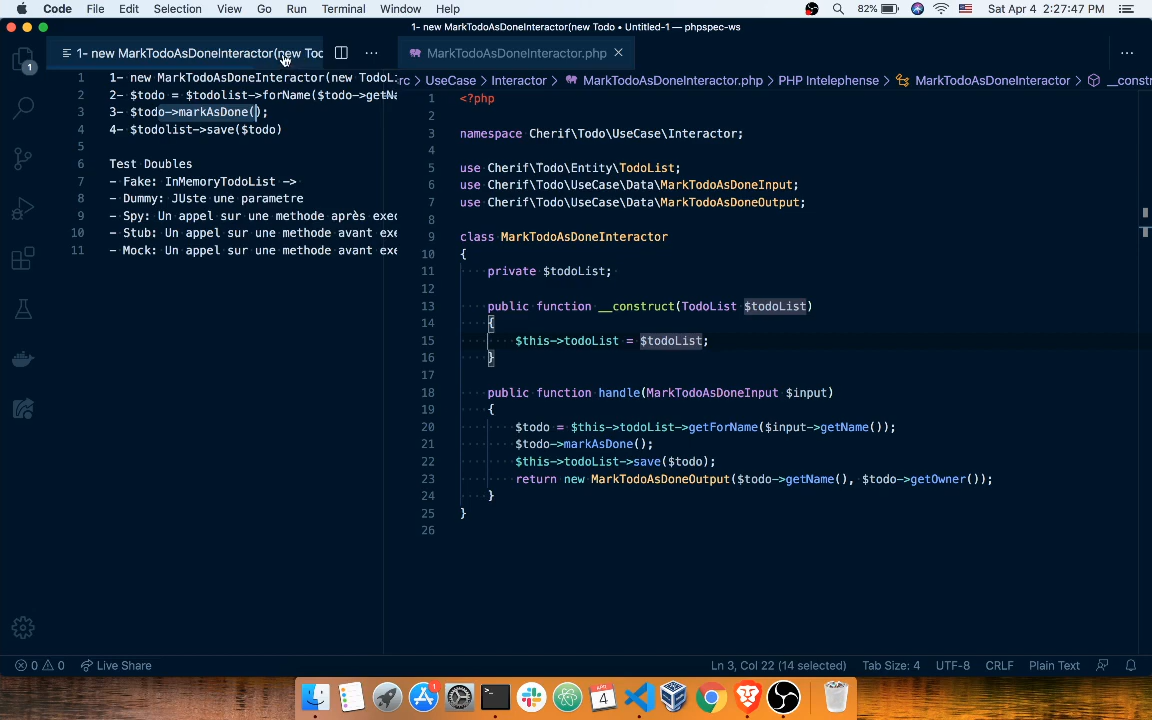 Code File Edit Selection View Go Run Terminal Window Help 82% Sat Apr 4 2:27:47 PM
1- new MarkTodoAsDoneInteractor(new Todo • Untitled-1 — phpspec-ws
1- new MarkTodoAsDoneInteractor(new Too
MarkTodoAsDoneInteractor.php
1
rc > UseCase > Interactor > MarkTodoAsDoneInteractor.php > PHP Intelephense > MarkTodoAsDoneInteractor > __constr
1 1- new MarkTodoAsDoneInteractor(new TodoLi
2 2- $todo = $todolist->forName($todo->getNa
3 3- $todo->markAsDone();
4 4- $todolist->save($todo)
5
6 Test Doubles
7 - Fake: InMemoryTodoList ->
8 - Dummy: JUste une parametre
9 - Spy: Un appel sur une methode après exec
10 - Stub: Un appel sur une methode avant exe
11 - Mock: Un appel sur une methode avant exe
1 <?php
2
3 namespace Cherif\Todo\UseCase\Interactor;
4
5 use Cherif\Todo\Entity\TodoList;
6 use Cherif\Todo\UseCase\Data\MarkTodoAsDoneInput;
7 use Cherif\Todo\UseCase\Data\MarkTodoAsDoneOutput;
8
9 class MarkTodoAsDoneInteractor
10 {
11 private $todoList;
12
13 public function __construct(TodoList $todoList)
14 {
15 $this->todoList = $todoList;
16 }
17
18 public function handle(MarkTodoAsDoneInput $input)
19 {
20 $todo = $this->todoList->getForName($input->getName());
21 $todo->markAsDone();
22 $this->todoList->save($todo);
23 return new MarkTodoAsDoneOutput($todo->getName(), $todo->getOwner());
24 }
25 }
26
0 0 Live Share Ln 3, Col 22 (14 selected) Tab Size: 4 UTF-8 CRLF Plain Text